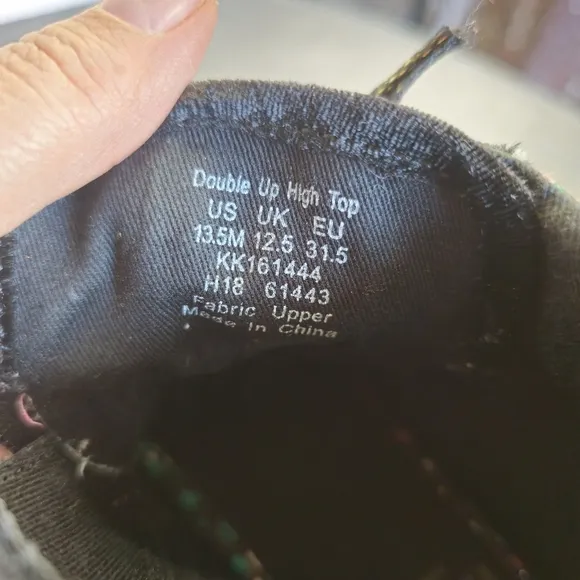 Double Up High Top
US UK EU
13.5M 12.5 31.5
KK161444
H18 61443
Fabric Upper
Made In China